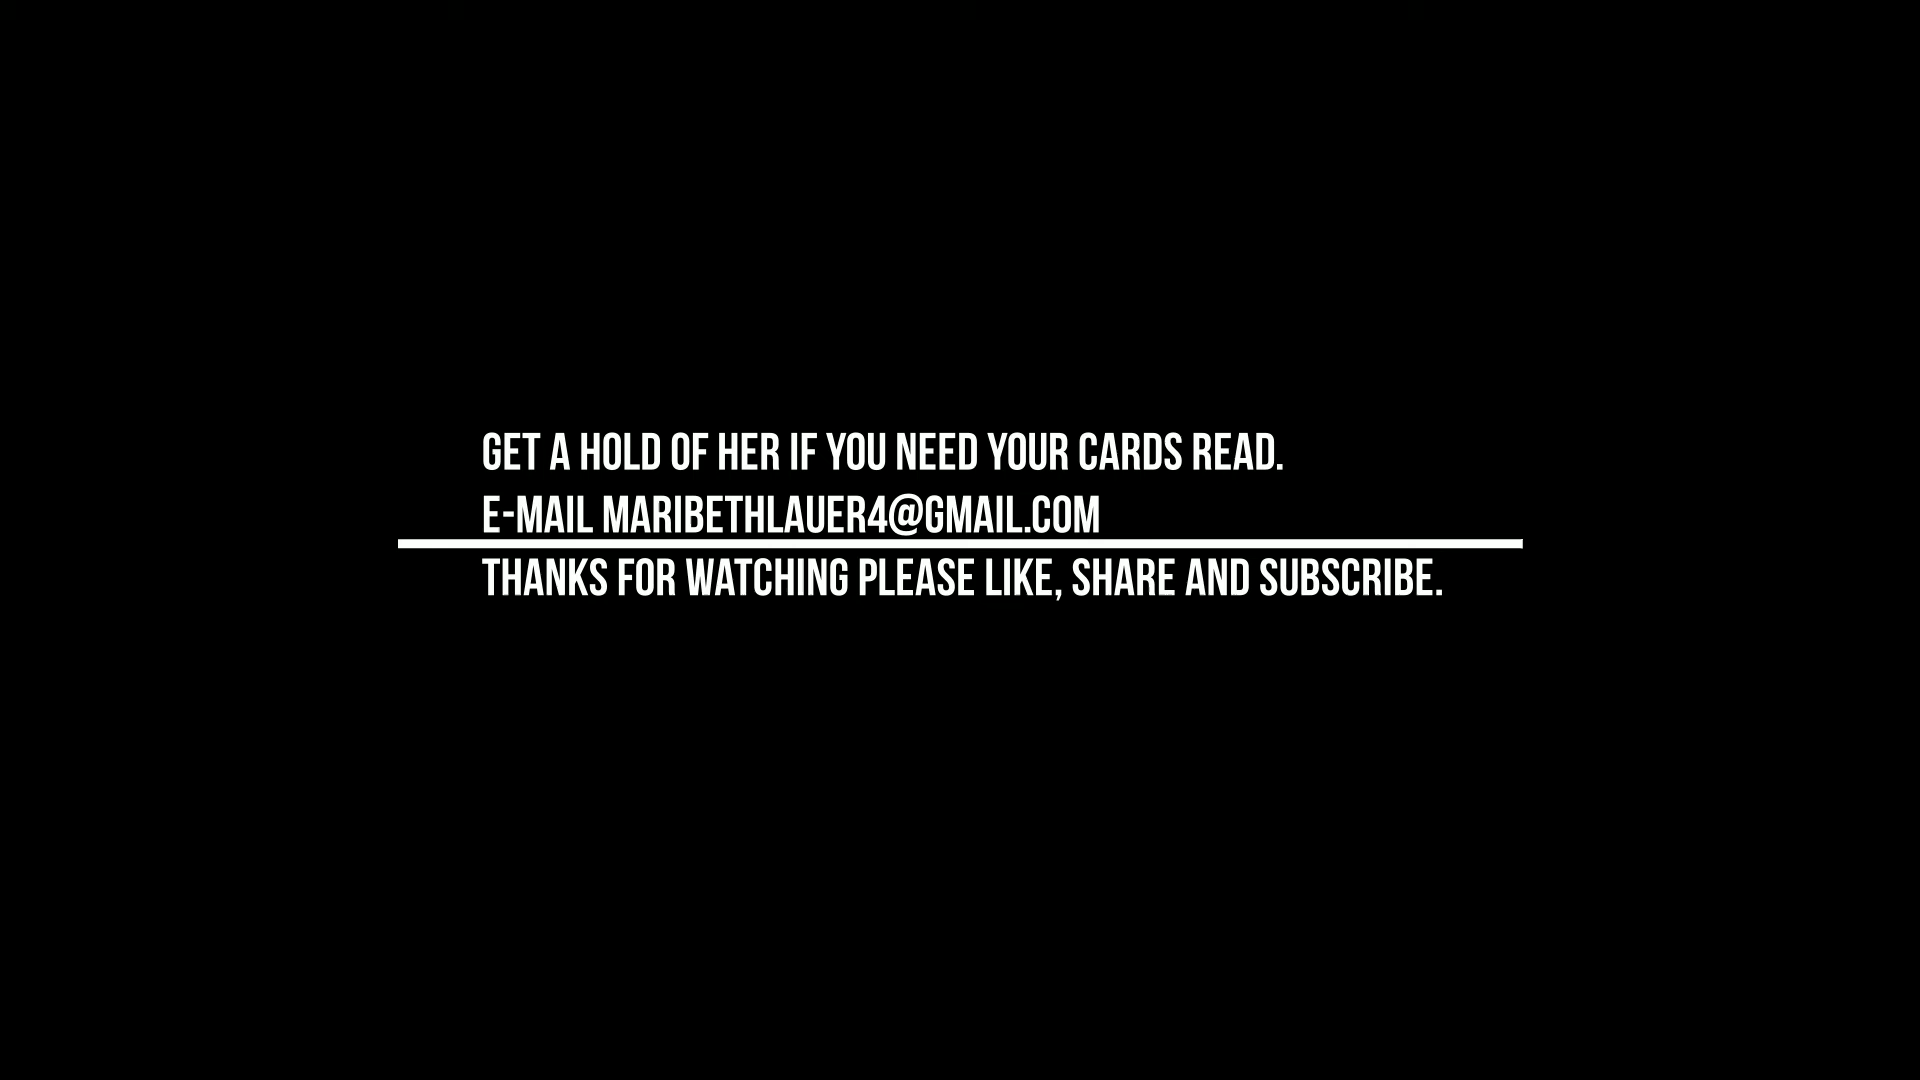 GET A HOLD OF HER IF YOU NEED YOUR CARDS READ.
E-MAIL MARIBETHLAUER4@GMAIL.COM
THANKS FOR WATCHING PLEASE LIKE, SHARE AND SUBSCRIBE.